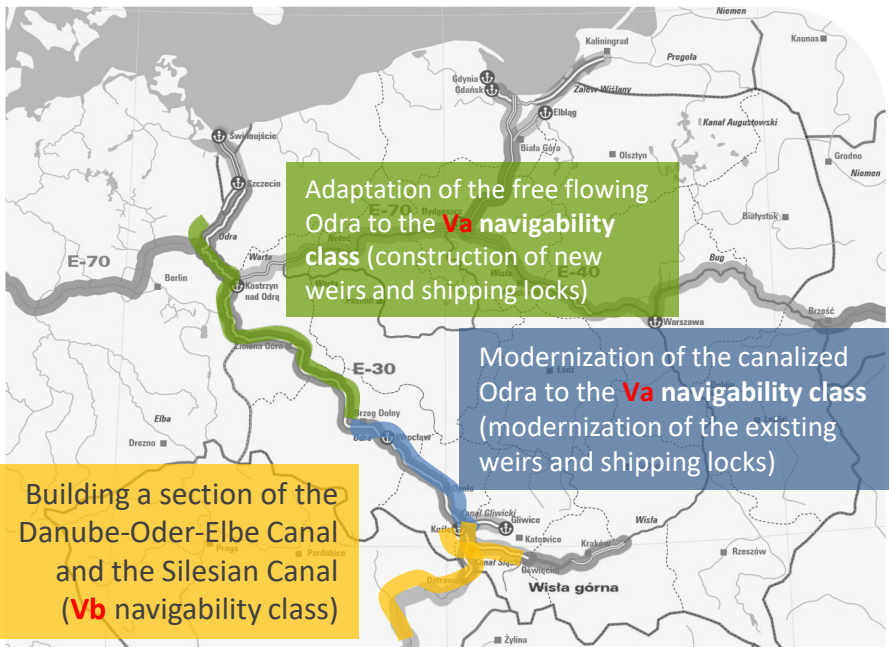 Niemen
Kaunas
Kaliningrad
Pregoła
Gdynia
Gdańsk
Zalew Wiślany
Elbląg
Kanał Augustowski
Świnoujście
Biała Góra
Olsztyn
Grodno
Niemen
Szczecin
Adaptation of the free flowing
Odra to the Va navigability
class (construction of new
weirs and shipping locks)
E-70
Bydgoszcz
Noteć
Białystok
Odra
Warta
E-70
Berlin
Kostrzyn
nad Odrą
Warta
Poznań
Wisła
E-40
Bug
Warszawa
Brześć
Zielona Góra
E-30
Modernization of the canalized
Odra to the Va navigability class
(modernization of the existing
weirs and shipping locks)
Łódź
Lublin
Elba
Drezno
Brzeg Dolny
Odra
Wrocław
Opole
Building a section of the
Danube-Oder-Elbe Canal
and the Silesian Canal
(Vb navigability class)
Praga
Pardubice
Kanał Gliwicki
Koźle
Gliwice
Katowice
Kraków
Wisła
Kanał Śląski
Oświęcim
Rzeszów
Ostrawa
Wisła górna
Žylina